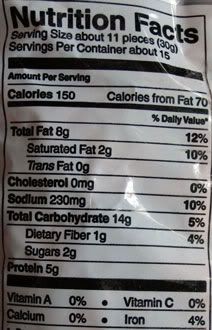 Nutrition Facts
Serving Size about 11 pieces (30g)
Servings Per Container about 15
Amount Per Serving
Calories 150 Calories from Fat 70
% Daily Value*
Total Fat 8g 12%
Saturated Fat 2g 10%
Trans Fat 0g
Cholesterol 0mg 0%
Sodium 230mg 10%
Total Carbohydrate 14g 5%
Dietary Fiber 1g 4%
Sugars 2g
Protein 5g
Vitamin A 0% • Vitamin C 0%
Calcium 0% • Iron 4%